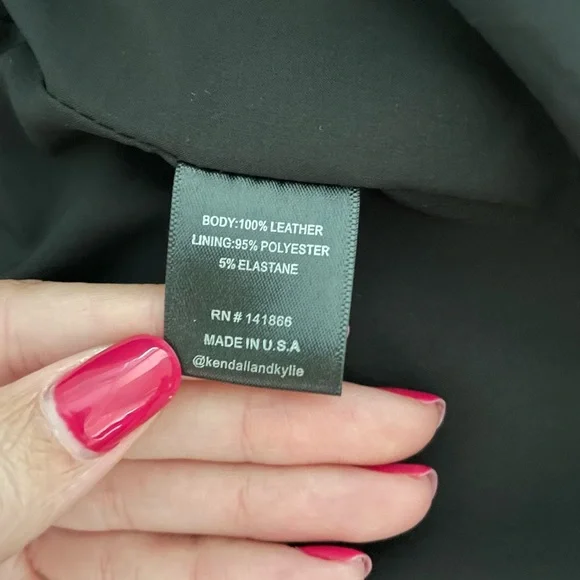 BODY:100% LEATHER
LINING:95% POLYESTER
5% ELASTANE
RN# 141866
MADE IN U.S.A
@kendallandkylie